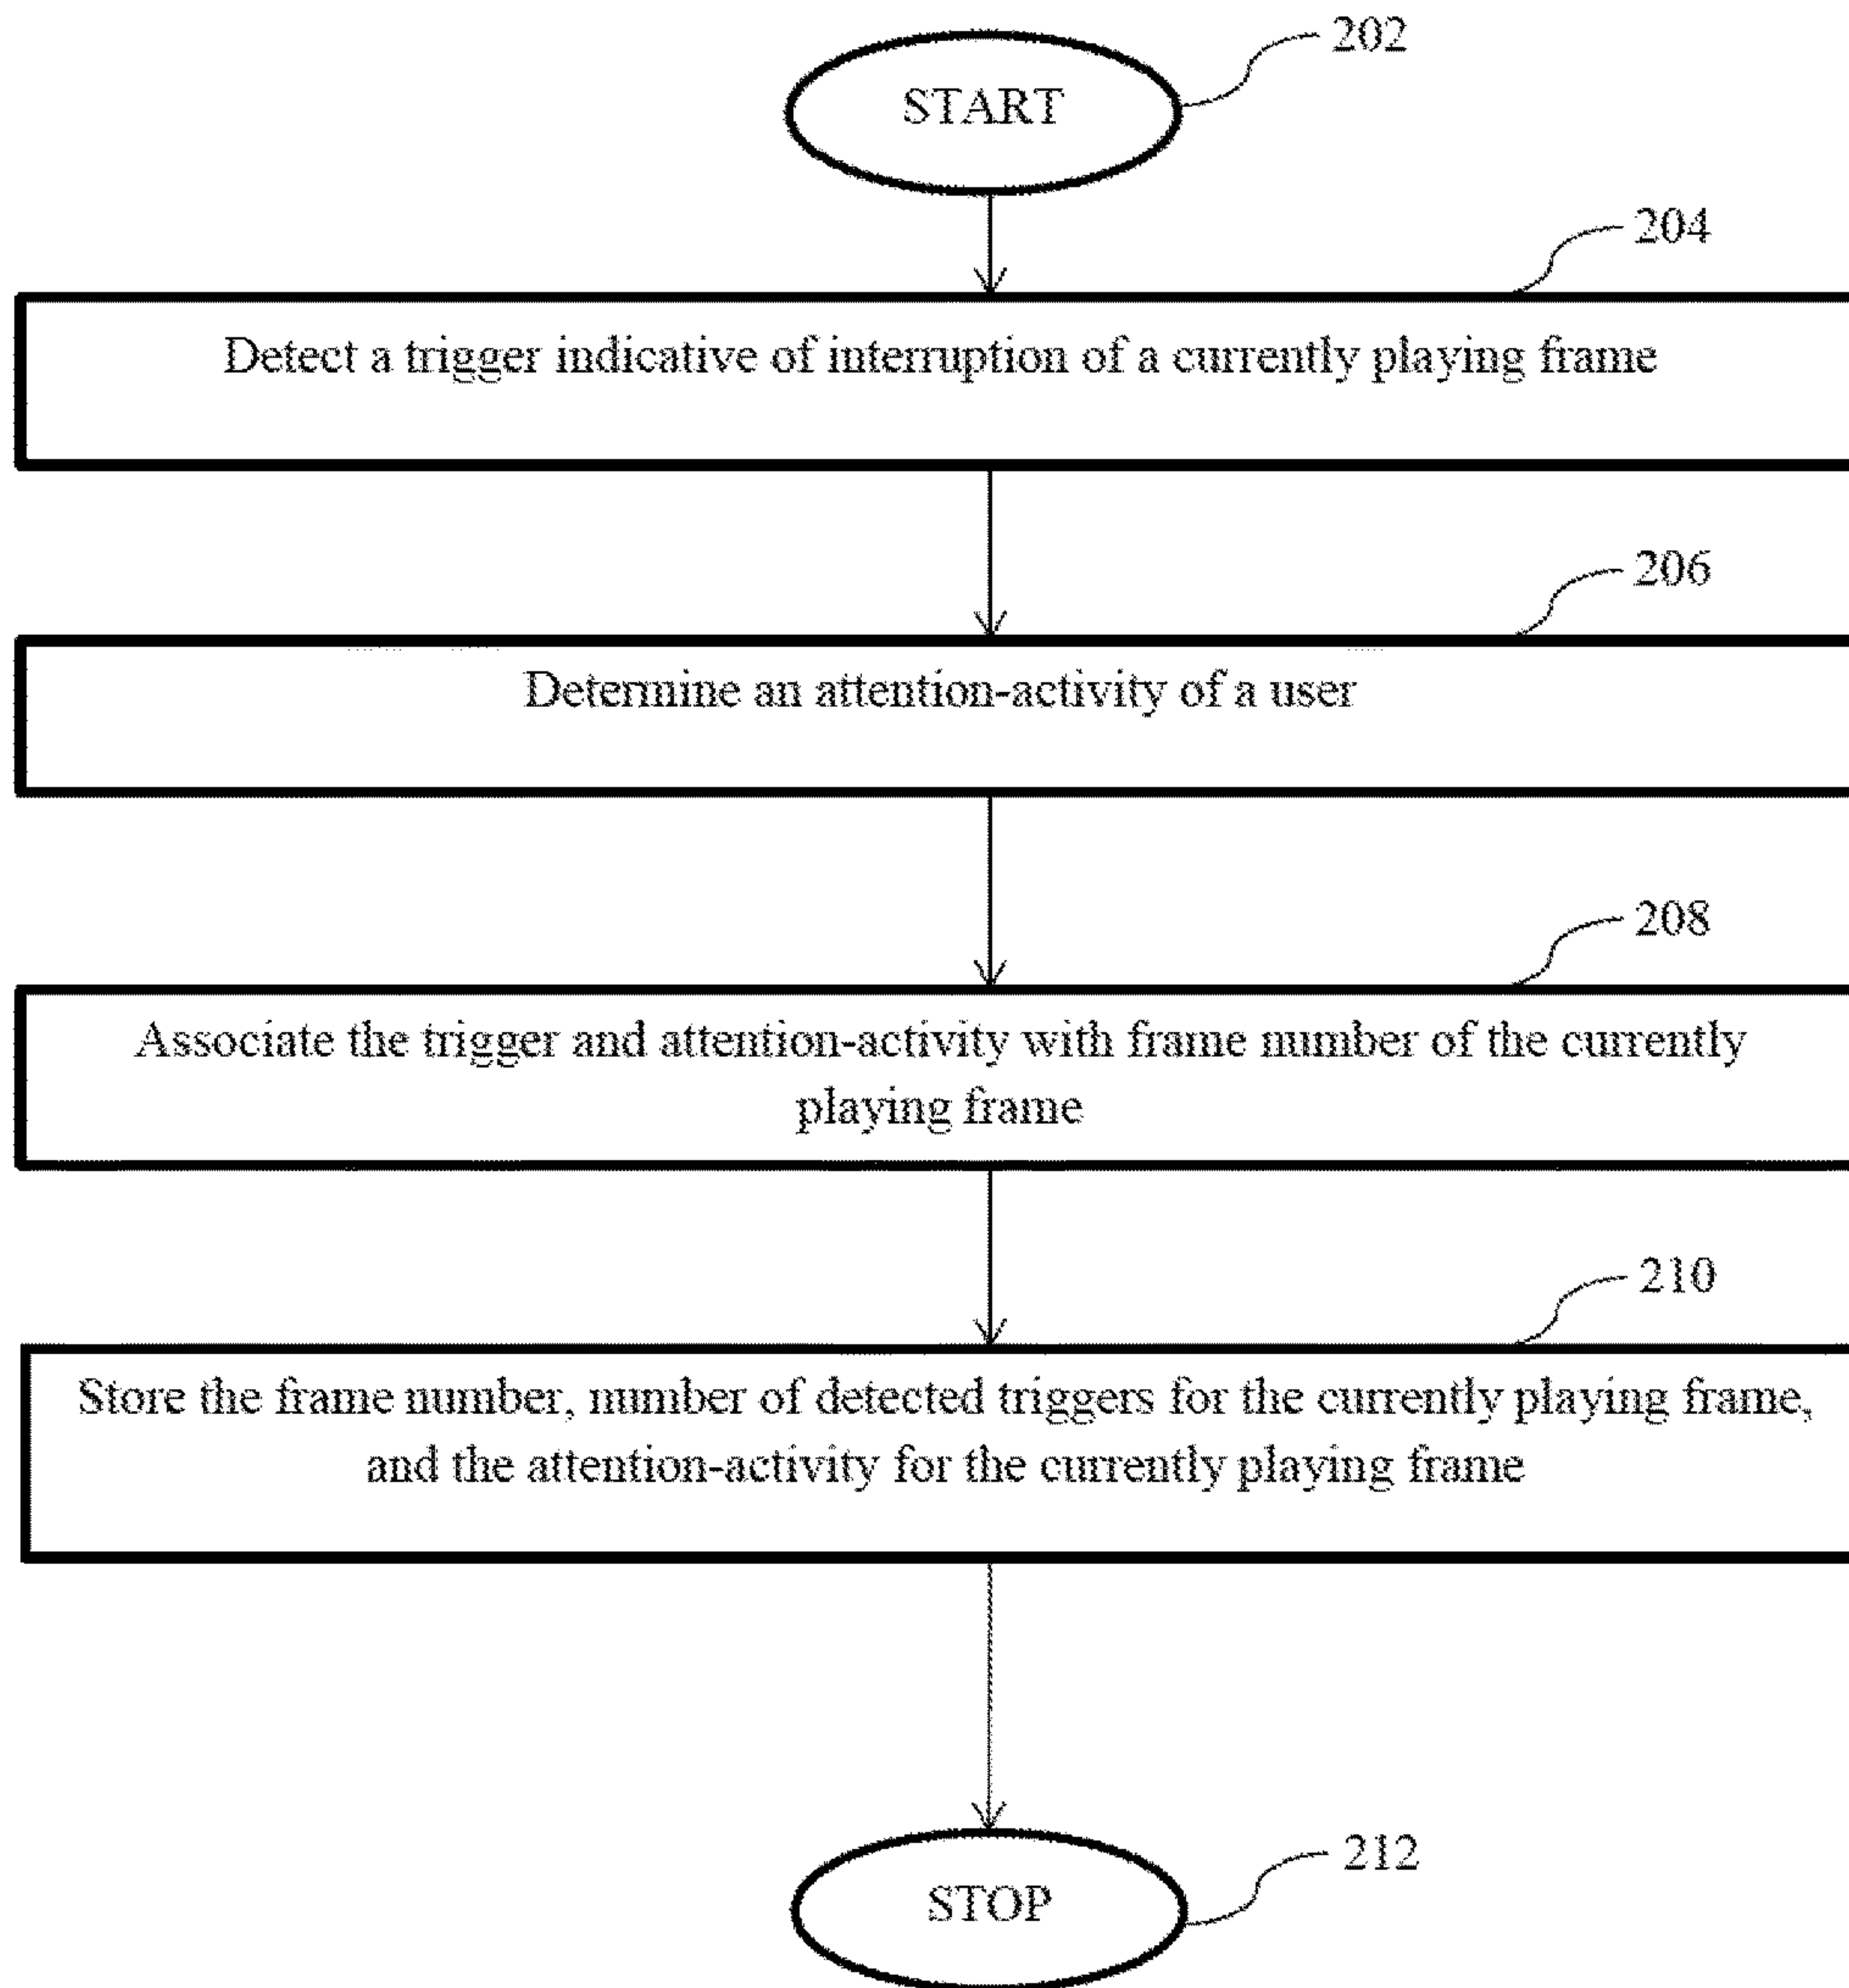 202
START
204
Detect a trigger indicative of interruption of a currently playing frame
206
Determine an attention-activity of a user
208
Associate the trigger and attention-activity with frame number of the currently
playing frame
210
Store the frame number, number of detected triggers for the currently playing frame,
and the attention-activity for the currently playing frame
212
STOP